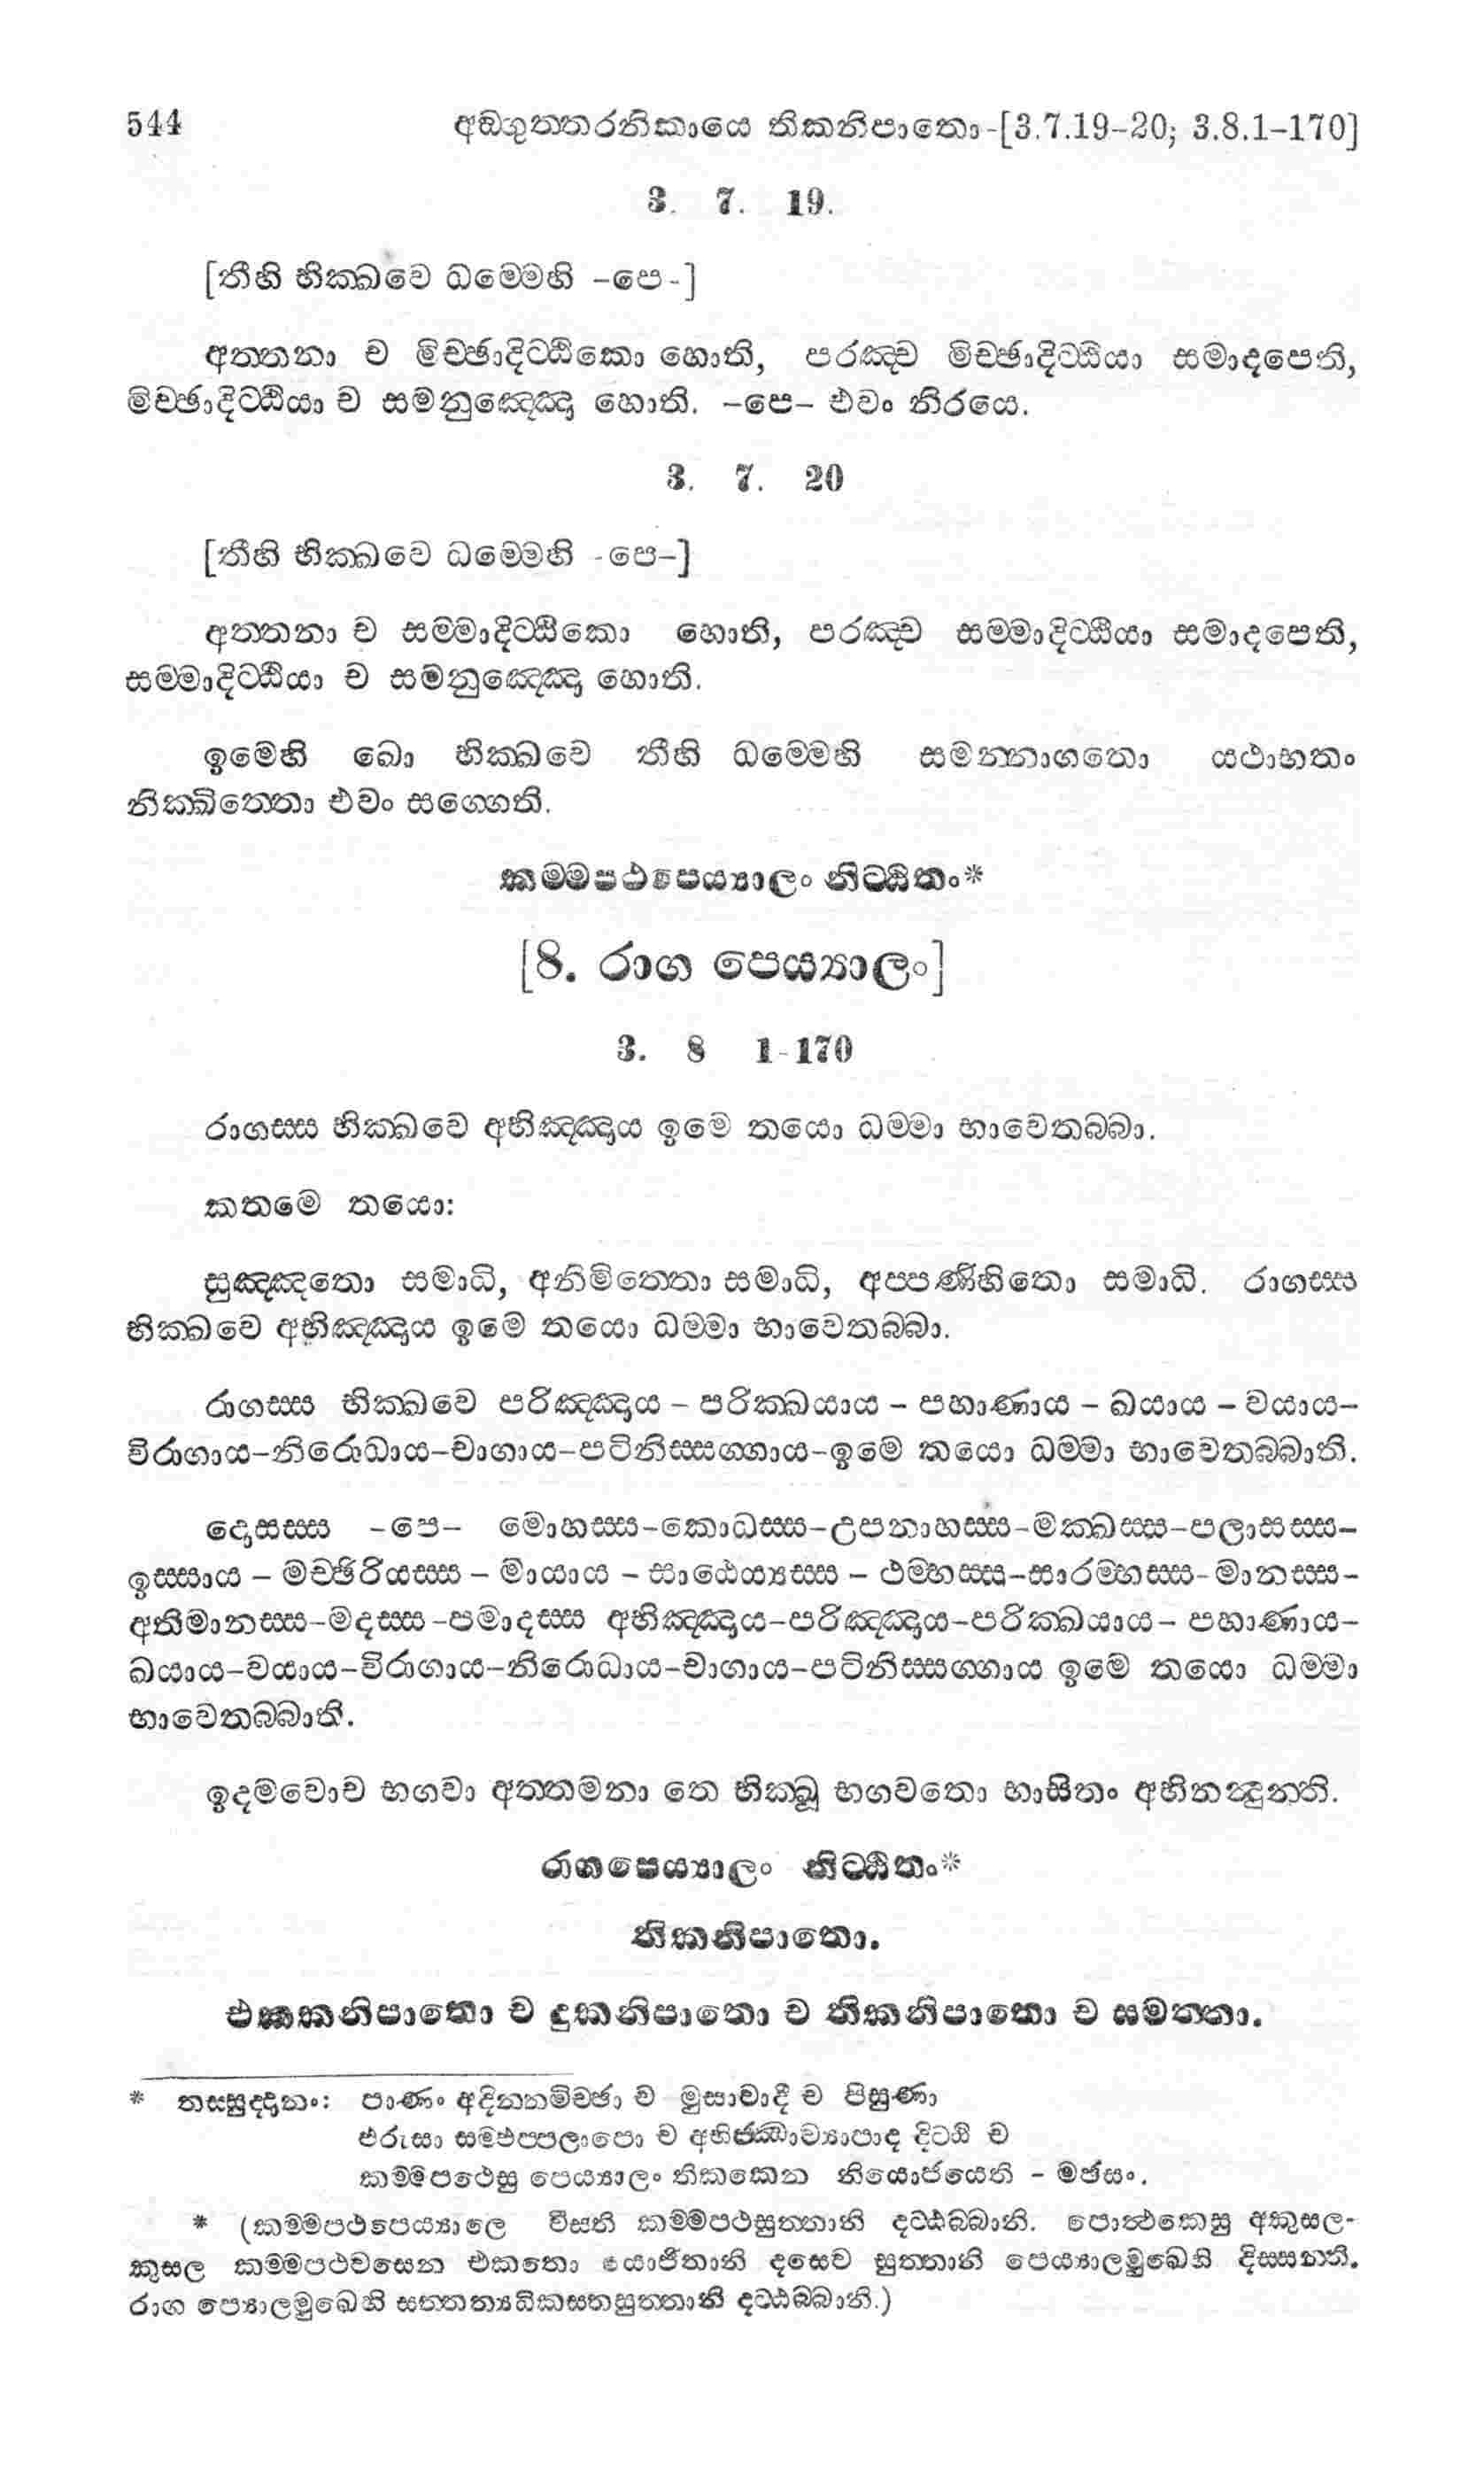 544 අඞ්ගුත්තරනිකායෙ තිකනිපාතො-[3.7.19-20; 3.8.1-170]
3. 7. 19.
[තීහි භික්ඛවෙ ධම්මෙහි -පෙ-]
අත්තනා ච මිච්ඡාදිට්ඨිකො හොති, පරඤ්ච මිච්ඡාදිට්ඨියා සමාදපෙති,
මිච්ඡාදිට්ඨියා ච සමනුඤ්ඤො හොති. -පෙ- එවං නිරයෙ.
3. 7. 20
[තීහි භික්ඛවෙ ධම්මෙහි -පෙ-]
අත්තනා ච සම්මාදිට්ඨිකො හොති, පරඤ්ච සම්මාදිට්ඨියා සමාදපෙති,
සම්මාදිට්ඨියා ච සමනුඤ්ඤො හොති.
ඉමෙහි ඛො භික්ඛවෙ තීහි ධම්මෙහි සමන්නාගතො යථාභතං
නික්ඛිත්තො එවං සග්ගෙති.
කම්මපථපෙය්‍යාලං නිට්ඨිතං*
[8. රාග පෙය්‍යාලං]
3. 8 1-170
රාගස්ස භික්ඛවෙ අභිඤ්ඤාය ඉමෙ තයො ධම්මා භාවෙතබ්බා.
කතමෙ තයො:
සුඤ්ඤතො සමාධි, අනිමිත්තො සමාධි, අප්පණිහිතො සමාධි. රාගස්ස
භික්ඛවෙ අභිඤ්ඤාය ඉමෙ තයො ධම්මා භාවෙතබ්බා.
රාගස්ස භික්ඛවෙ පරිඤ්ඤාය - පරික්ඛයාය - පහාණාය - ඛයාය - වයාය-
විරාගාය-නිරොධාය-චාගාය-පටිනිස්සග්ගාය-ඉමෙ තයො ධම්මා භාවෙතබ්බාති.
දොසස්ස -පෙ- මොහස්ස-කොධස්ස-උපනාහස්ස-මක්ඛස්ස-පලාසස්ස-
ඉස්සාය - මච්ඡරියස්ස - මායාය - සාඨෙය්‍යස්ස - ථම්භස්ස-සාරම්භස්ස-මානස්ස-
අතිමානස්ස-මදස්ස-පමාදස්ස අභිඤ්ඤාය-පරිඤ්ඤාය-පරික්ඛයාය- පහාණාය-
ඛයාය-වයාය-විරාගාය-නිරොධාය-චාගාය-පටිනිස්සග්ගාය ඉමෙ තයො ධම්මා
භාවෙතබ්බාති.
ඉදමවොච භගවා අත්තමනා තෙ භික්ඛූ භගවතො භාසිතං අභිනන්දුන්ති.
රාගපෙය්‍යාලං නිට්ඨිතං*
තිකනිපාතො.
එකකනිපාතො ච දුකනිපාතො ච තිකනිපාතො ච සමත්තා.
* තස්සුද්දානං: පාණං අදින්නමිච්ඡා ච මුසාවාදී ච පිසුණා
ඵරුසා සම්ඵප්පලාපො ච අභිජ්ඣාව්‍යාපාද දිට්ඨි ච
කම්මපථෙසු පෙය්‍යාලං තිකකෙන නියොජයෙති - මඡසං.
* (කම්මපථපෙය්‍යාලෙ වීසති කම්මපථසුත්තානි දට්ඨබ්බානි. පොත්ථකෙසු අකුසල-
කුසල කම්මපථවසෙන එකතො යොජිතානි දසෙව සුත්තානි පෙය්‍යාලමුඛෙහි දිස්සන්ති.
රාග පෙය්‍යාලමුඛෙහි සත්තත්‍යධිකසතසුත්තානි දට්ඨබ්බානි.)